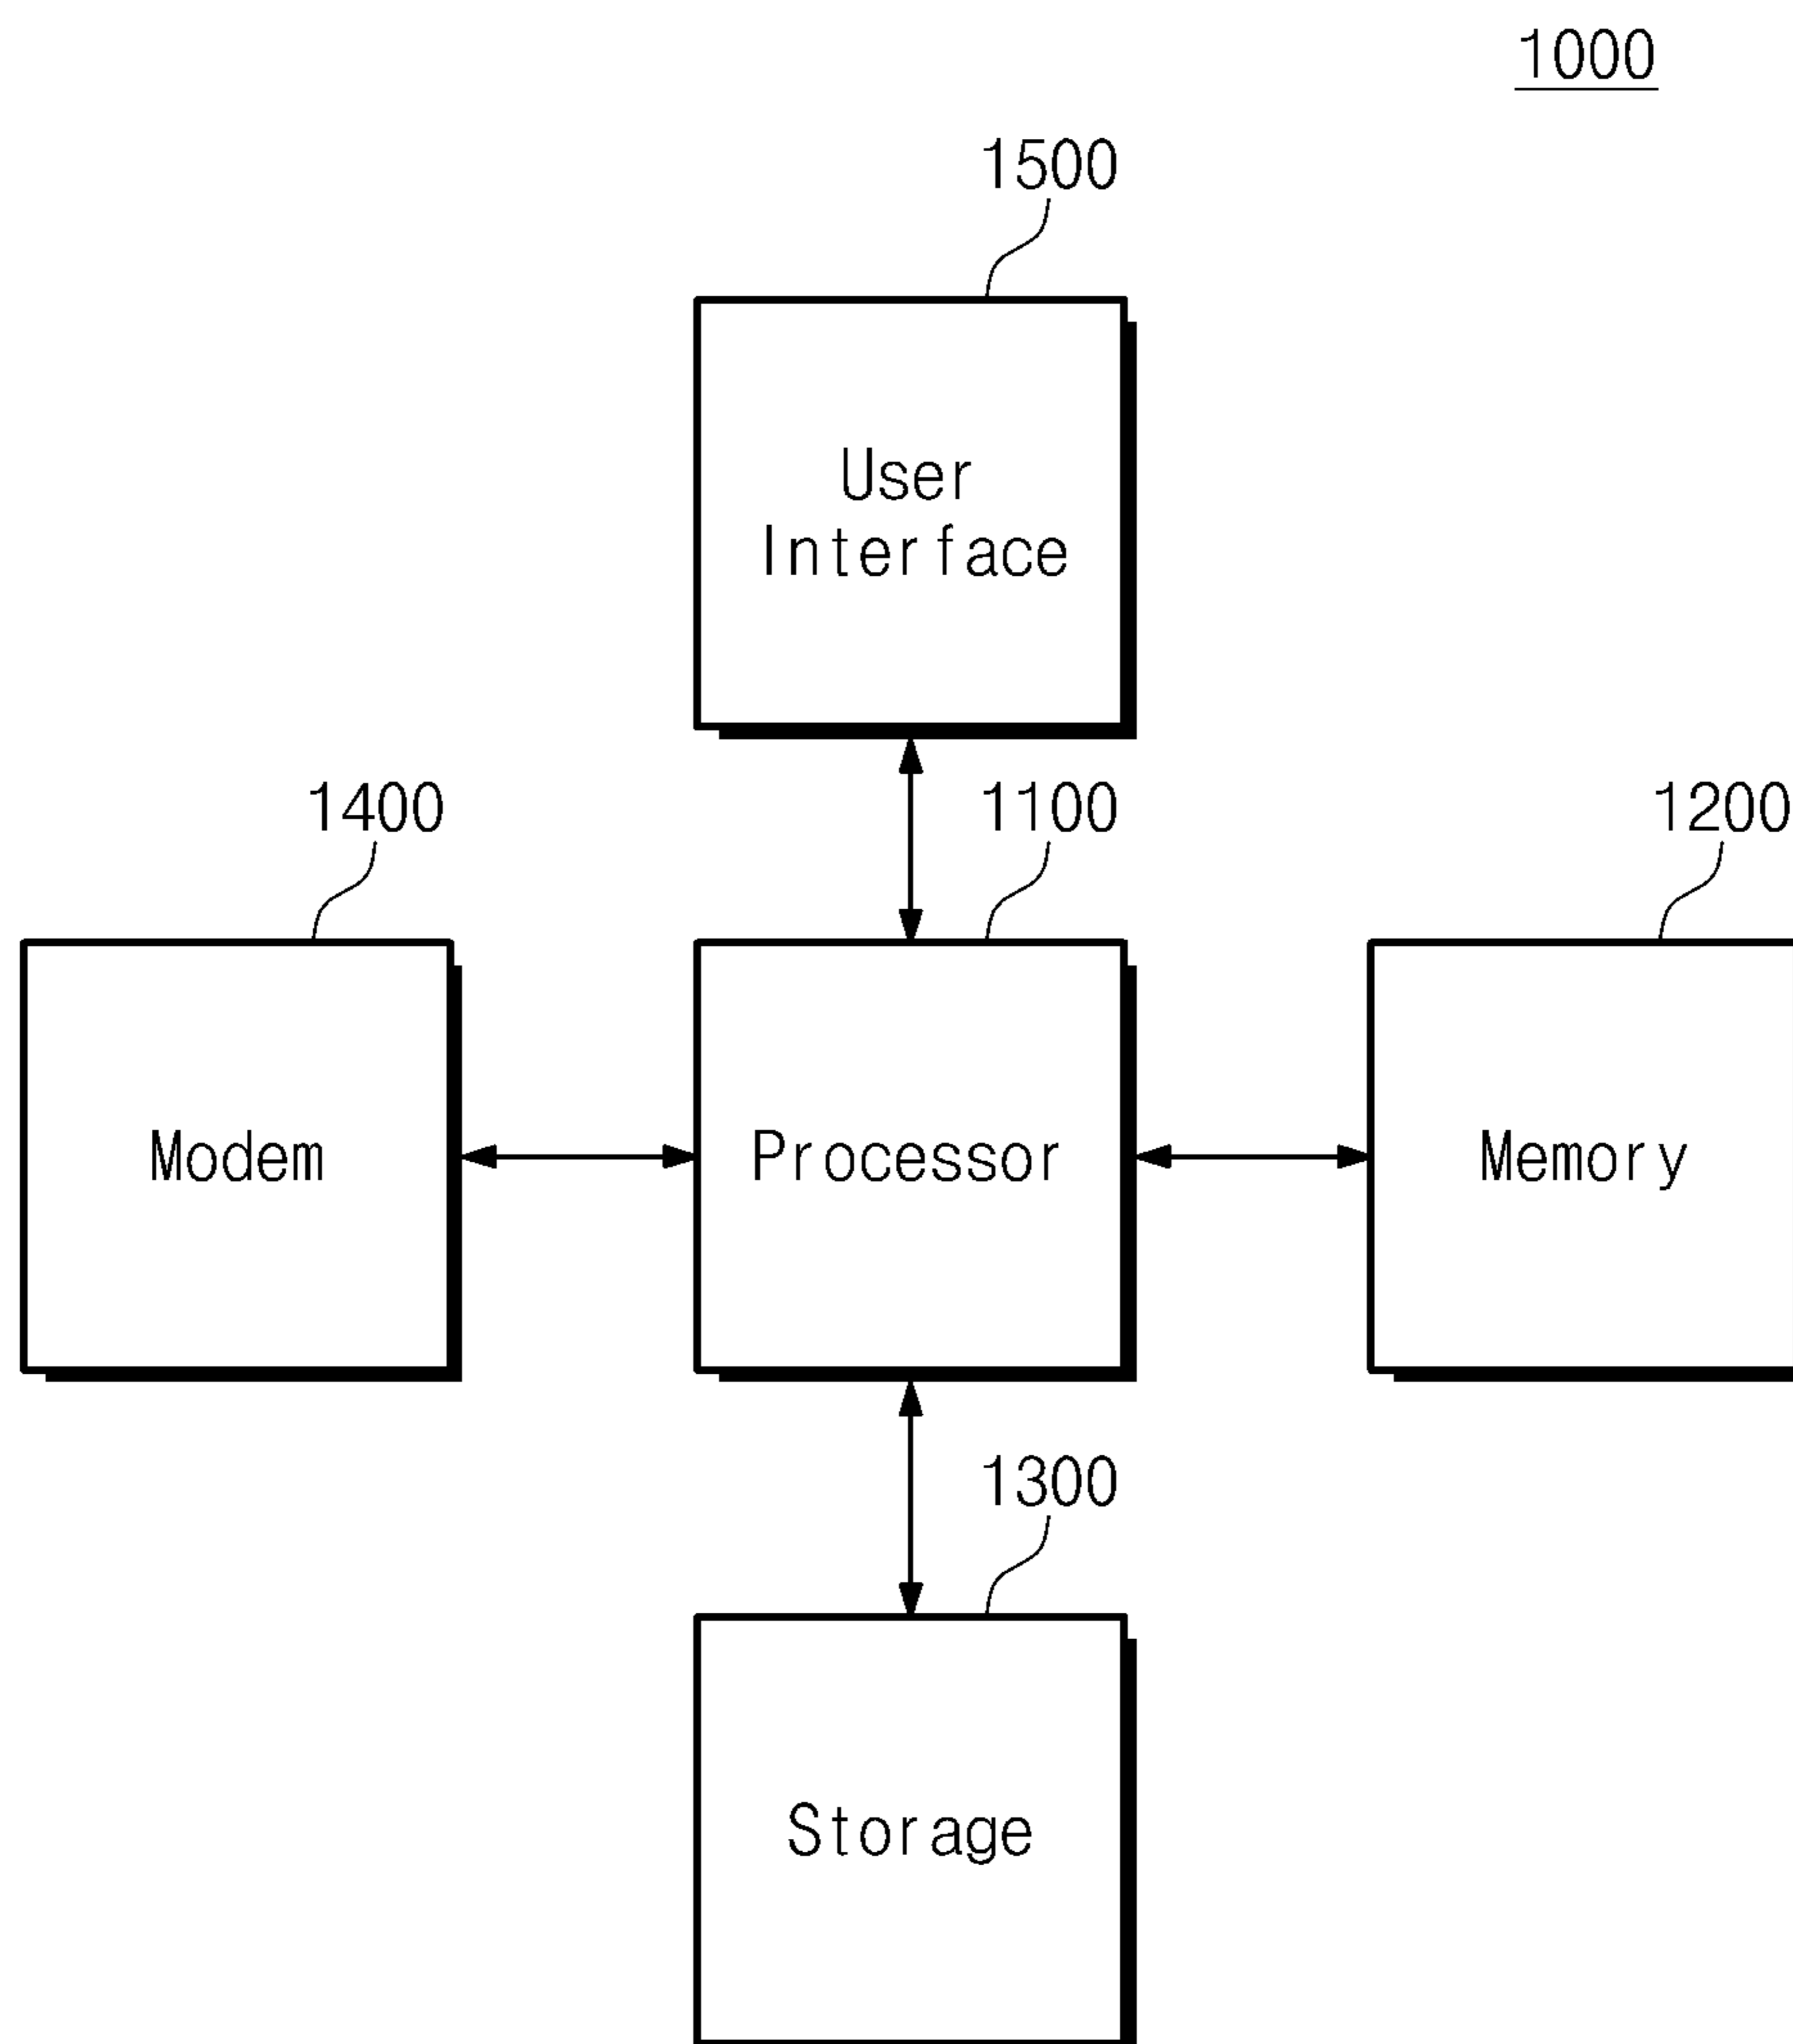 1000
1500
User
Interface
1400
1100
1200
Modem
Processor
Memory
1300
Storage